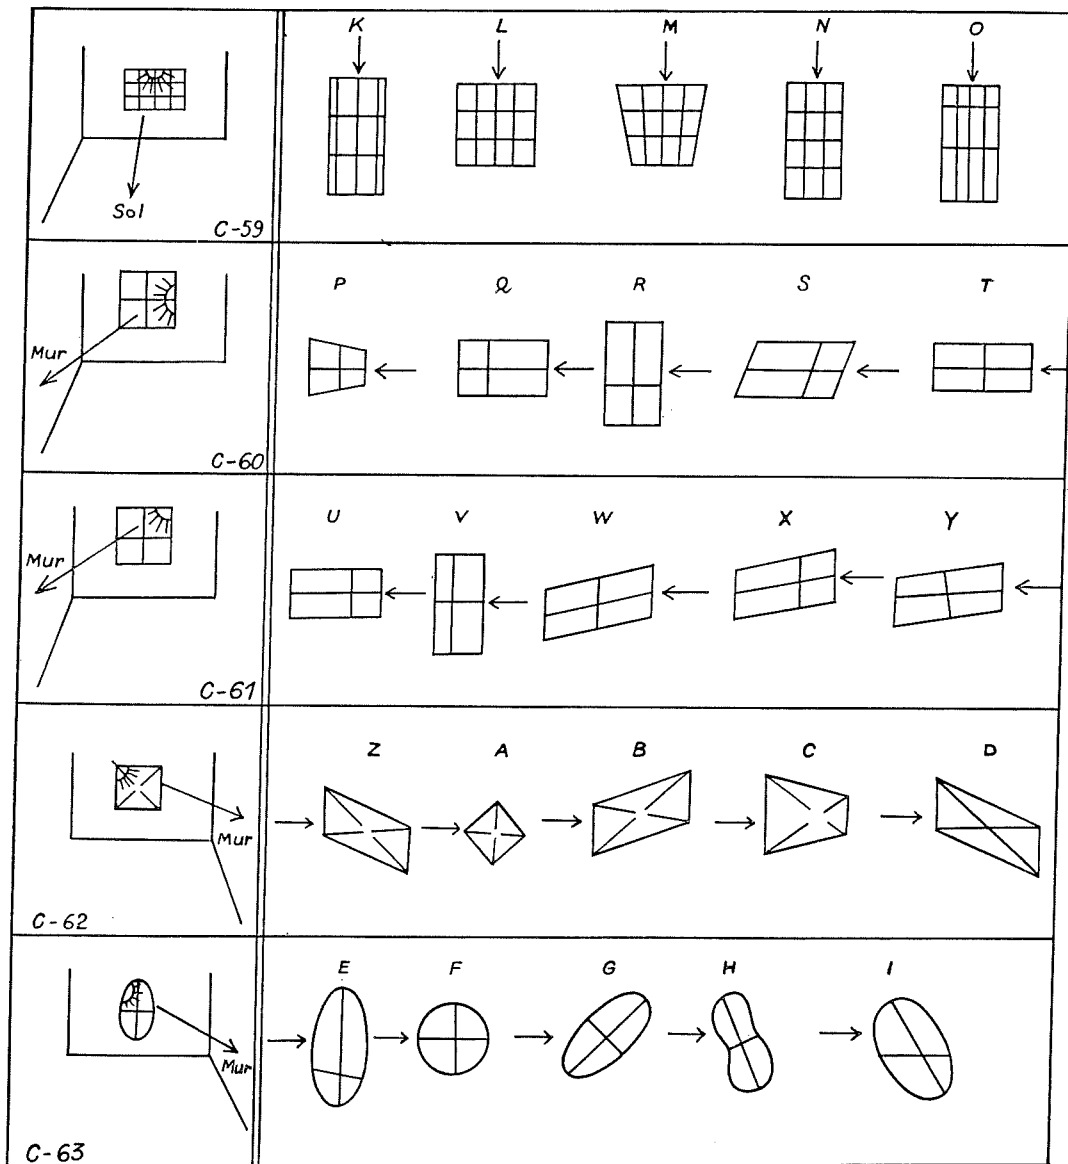 K L M N O
Sol
C-59
P Q R S T
Mur
C-60
U V W X Y
Mur
C-61
Z A B C D
Mur
C-62
E F G H I
Mur
C-63